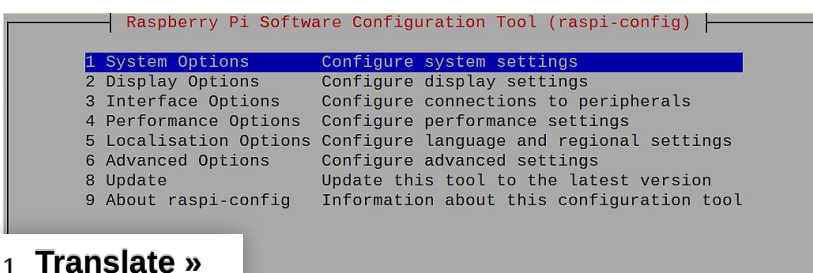 Raspberry Pi Software Configuration Tool (raspi-config)
1 System Options Configure system settings
2 Display Options Configure display settings
3 Interface Options Configure connections to peripherals
4 Performance Options Configure performance settings
5 Localisation Options Configure language and regional settings
6 Advanced Options Configure advanced settings
8 Update Update this tool to the latest version
9 About raspi-config Information about this configuration tool
1 Translate »